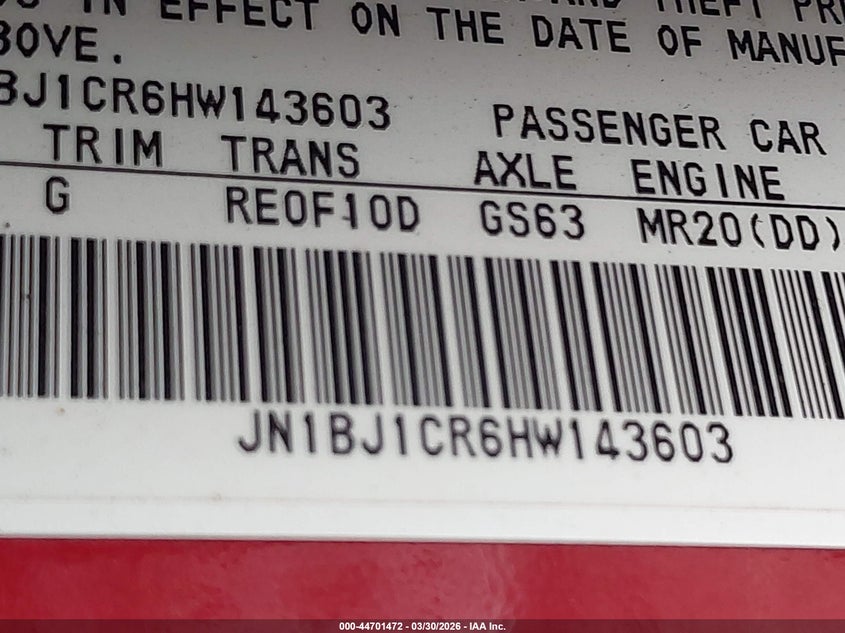 IN EFFECT ON THE DATE OF MANUF
BOVE.
BJ1CR6HW143603 PASSENGER CAR
TRIM TRANS AXLE ENGINE
G RE0F10D GS63 MR20(DD)
JN1BJ1CR6HW143603
000-44701472 - 03/30/2026 - IAA Inc.